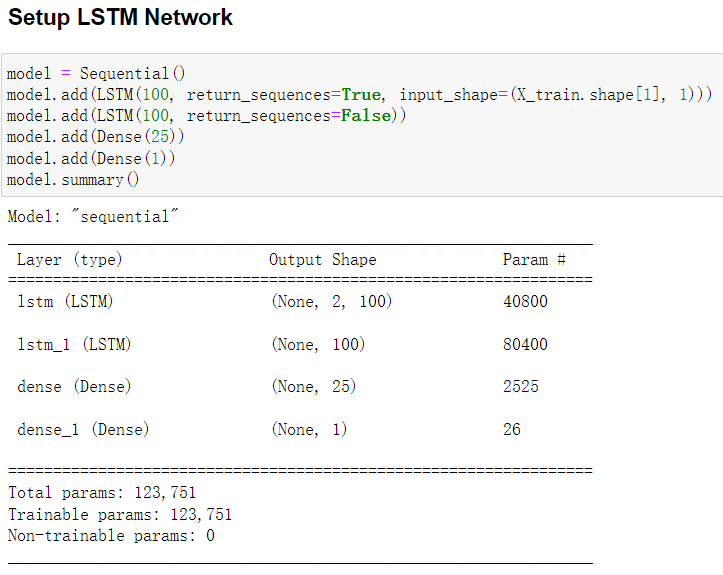 Setup LSTM Network
model = Sequential()
model.add(LSTM(100, return_sequences=True, input_shape=(X_train.shape[1], 1)))
model.add(LSTM(100, return_sequences=False))
model.add(Dense(25))
model.add(Dense(1))
model.summary()
Model: "sequential"
Layer (type) Output Shape Param #
lstm (LSTM) (None, 2, 100) 40800
lstm_1 (LSTM) (None, 100) 80400
dense (Dense) (None, 25) 2525
dense_1 (Dense) (None, 1) 26
Total params: 123,751
Trainable params: 123,751
Non-trainable params: 0